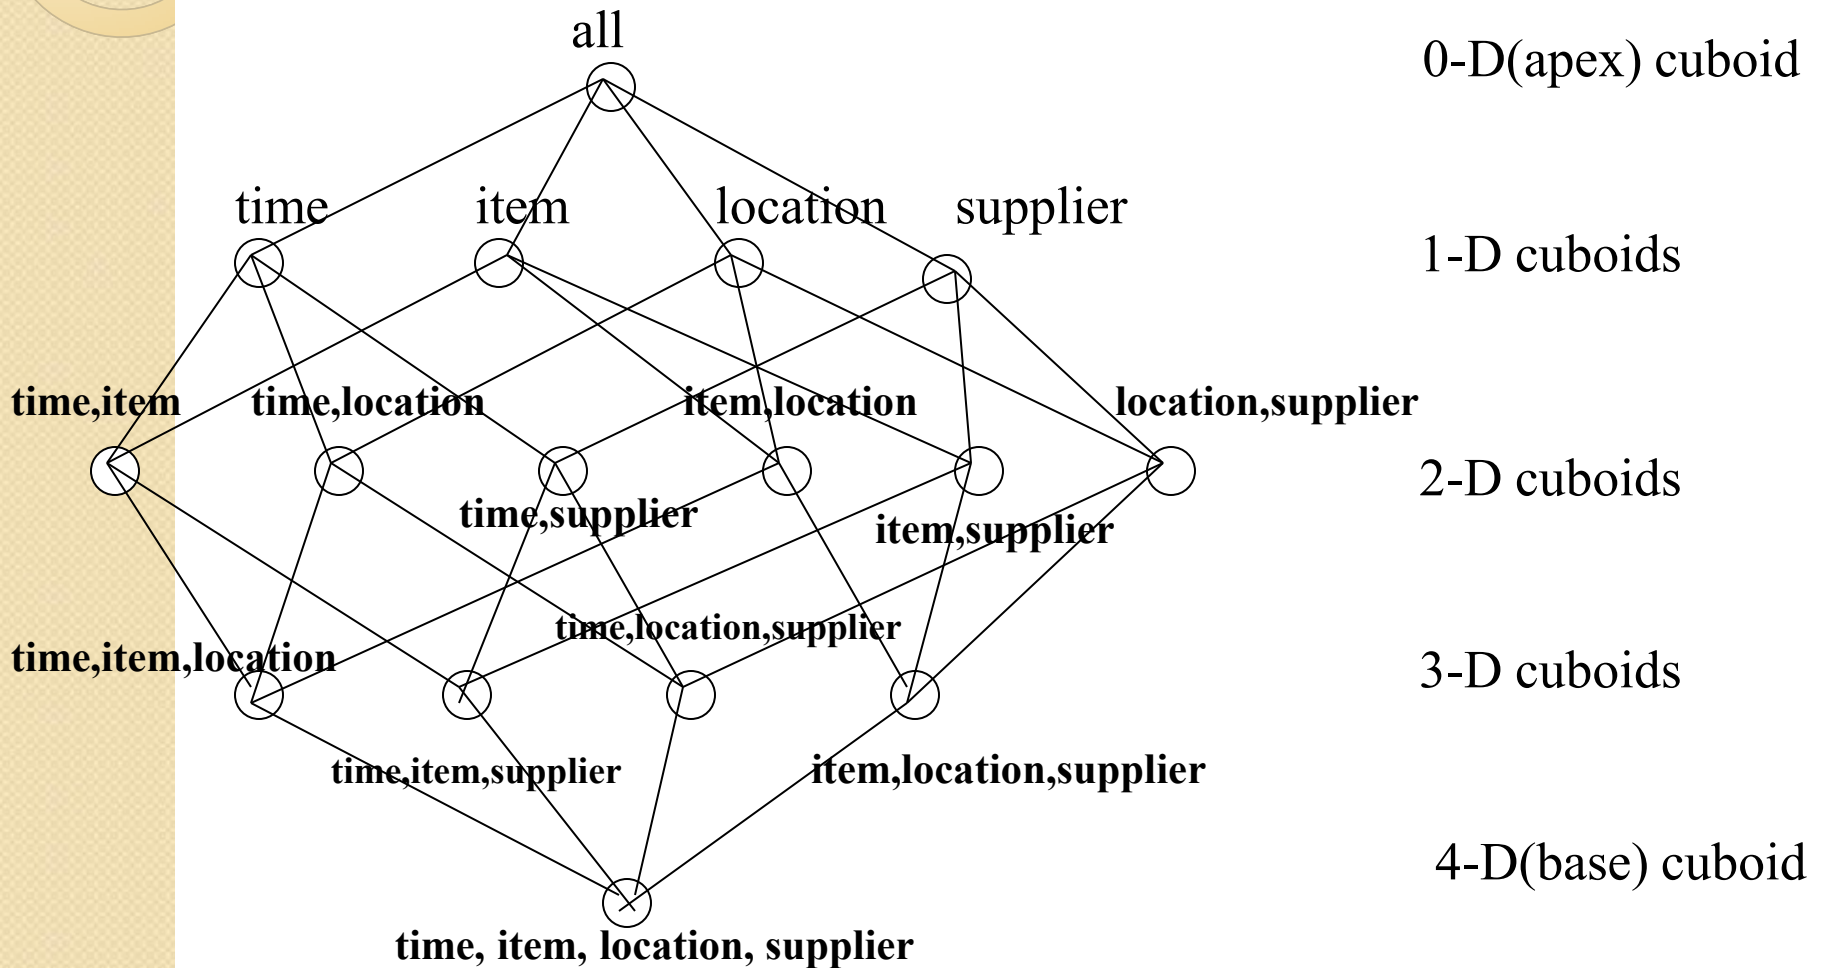 all
0-D(apex) cuboid
time item location supplier
1-D cuboids
time,item time,location item,location location,supplier
2-D cuboids
time,supplier
item,supplier
time,location,supplier
time,item,location
3-D cuboids
time,item,supplier
item,location,supplier
4-D(base) cuboid
time, item, location, supplier